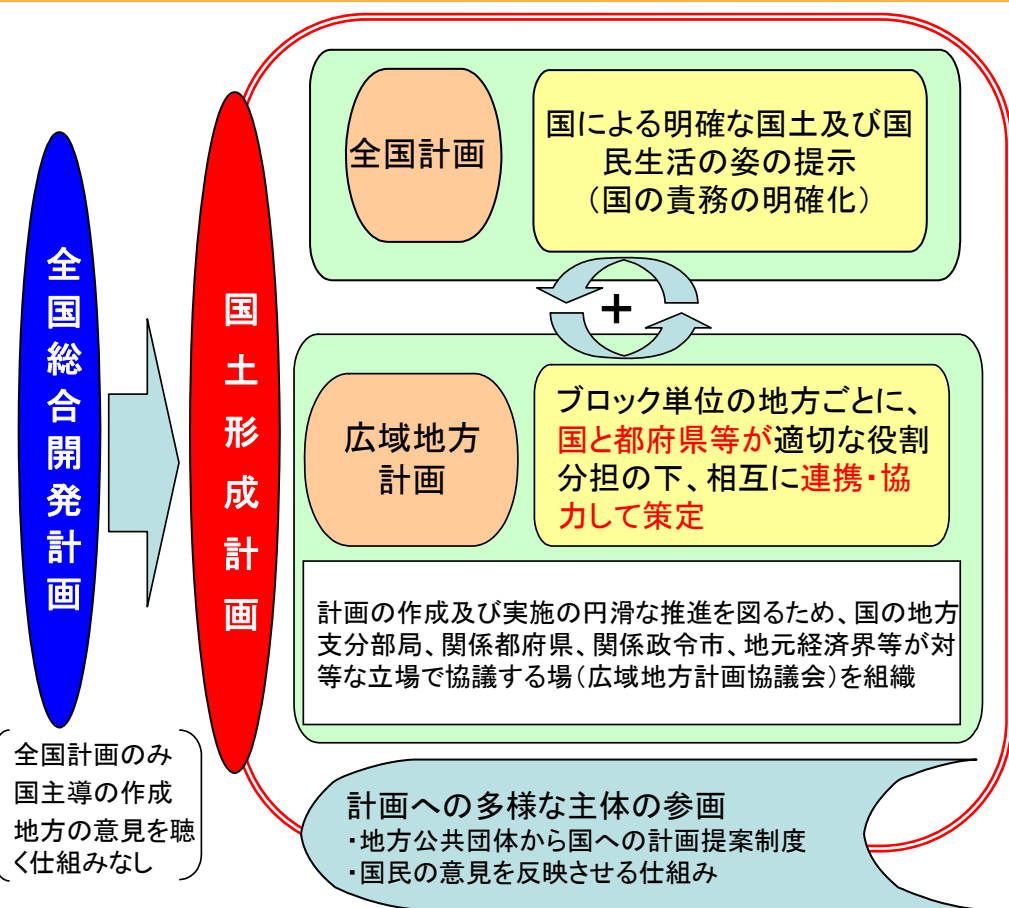 全国総合開発計画
全国計画のみ
国主導の作成
地方の意見を聴
く仕組みなし
国土形成計画
全国計画
国による明確な国土及び国
民生活の姿の提示
（国の責務の明確化）
＋
広域地方
計画
ブロック単位の地方ごとに、
国と都府県等が適切な役割
分担の下、相互に連携・協
力して策定
計画の作成及び実施の円滑な推進を図るため、国の地方
支分部局、関係都府県、関係政令市、地元経済界等が対
等な立場で協議する場（広域地方計画協議会）を組織
計画への多様な主体の参画
・地方公共団体から国への計画提案制度
・国民の意見を反映させる仕組み